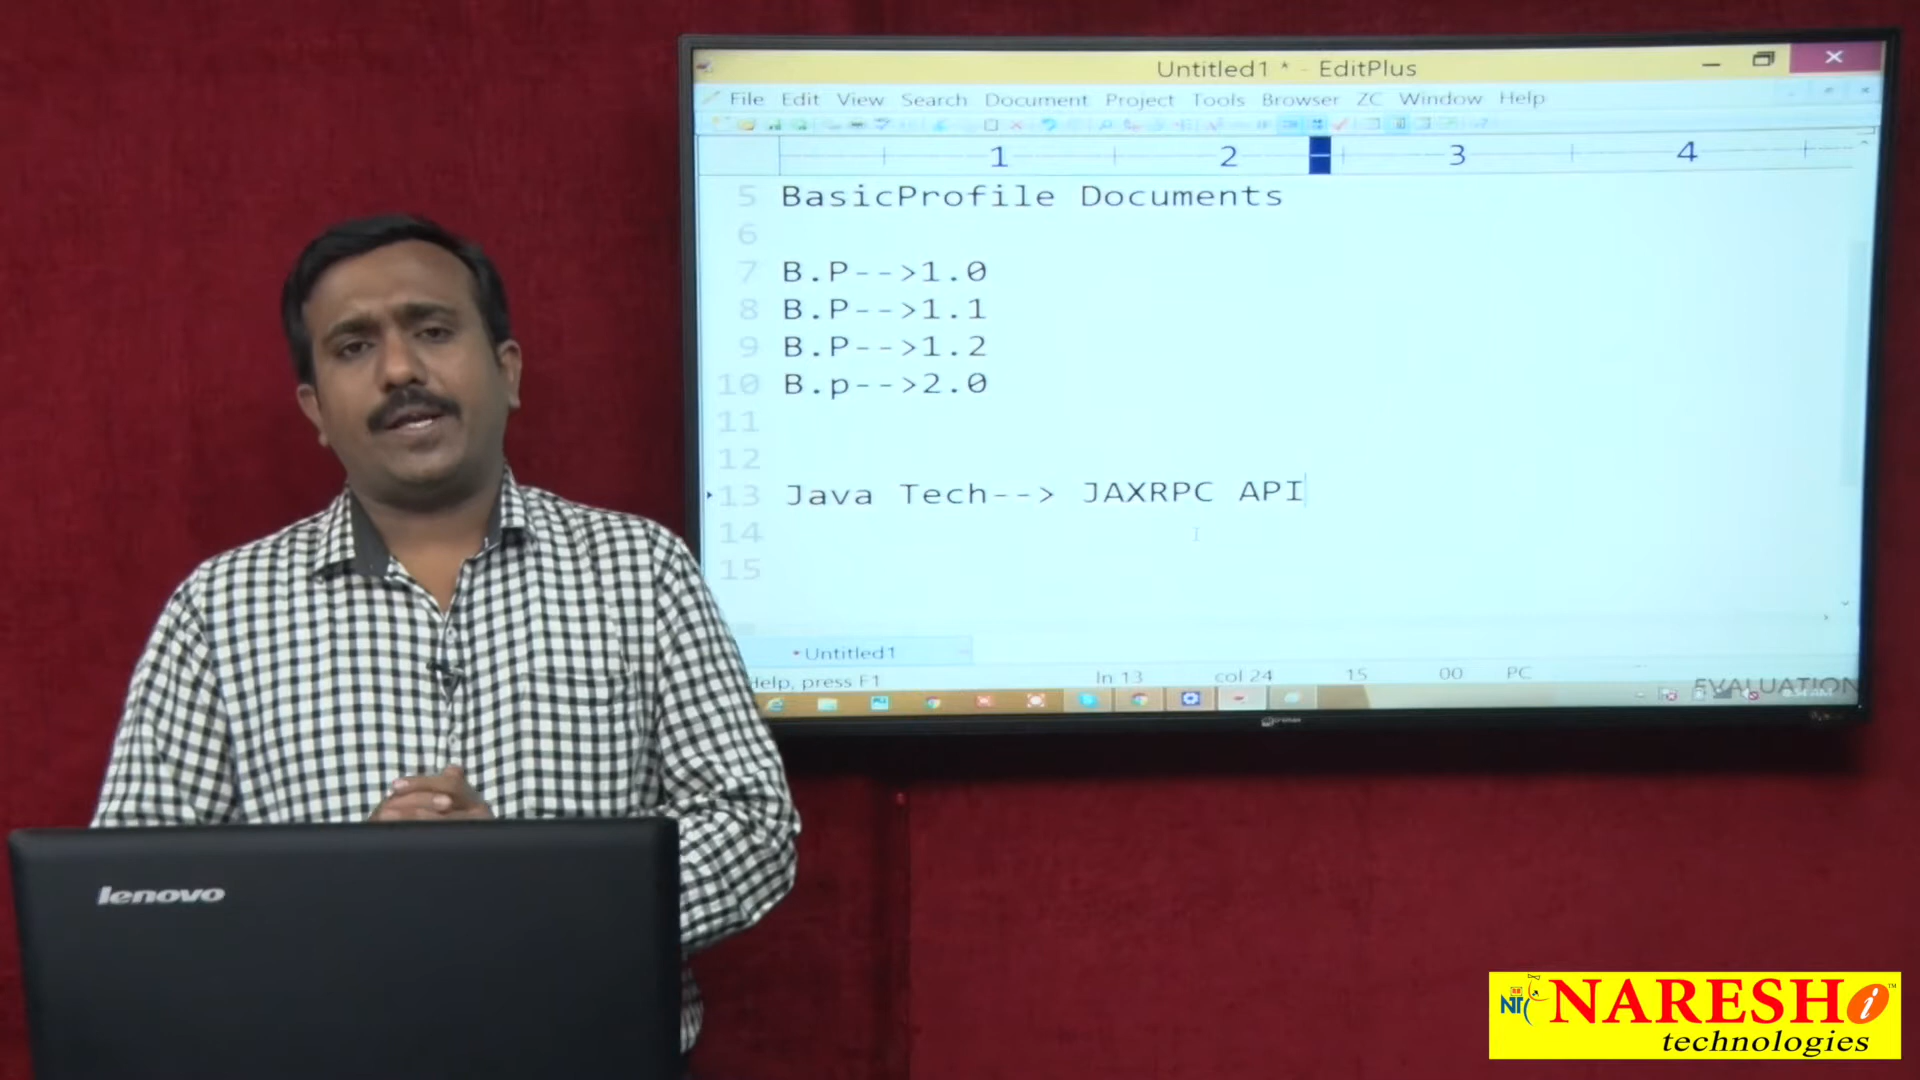 Untitled1 * - EditPlus
File Edit View Search Document Project Tools Browser ZC Window Help
1 2 3 4
5 BasicProfile Documents
6
7 B.P-->1.0
8 B.P-->1.1
9 B.P-->1.2
10 B.p-->2.0
11
12
13 Java Tech--> JAXRPC API
14
15
Untitled1
Help, press F1 ln 13 col 24 15 00 PC
EVALUATION
lenovo
NARESH i TM
technologies